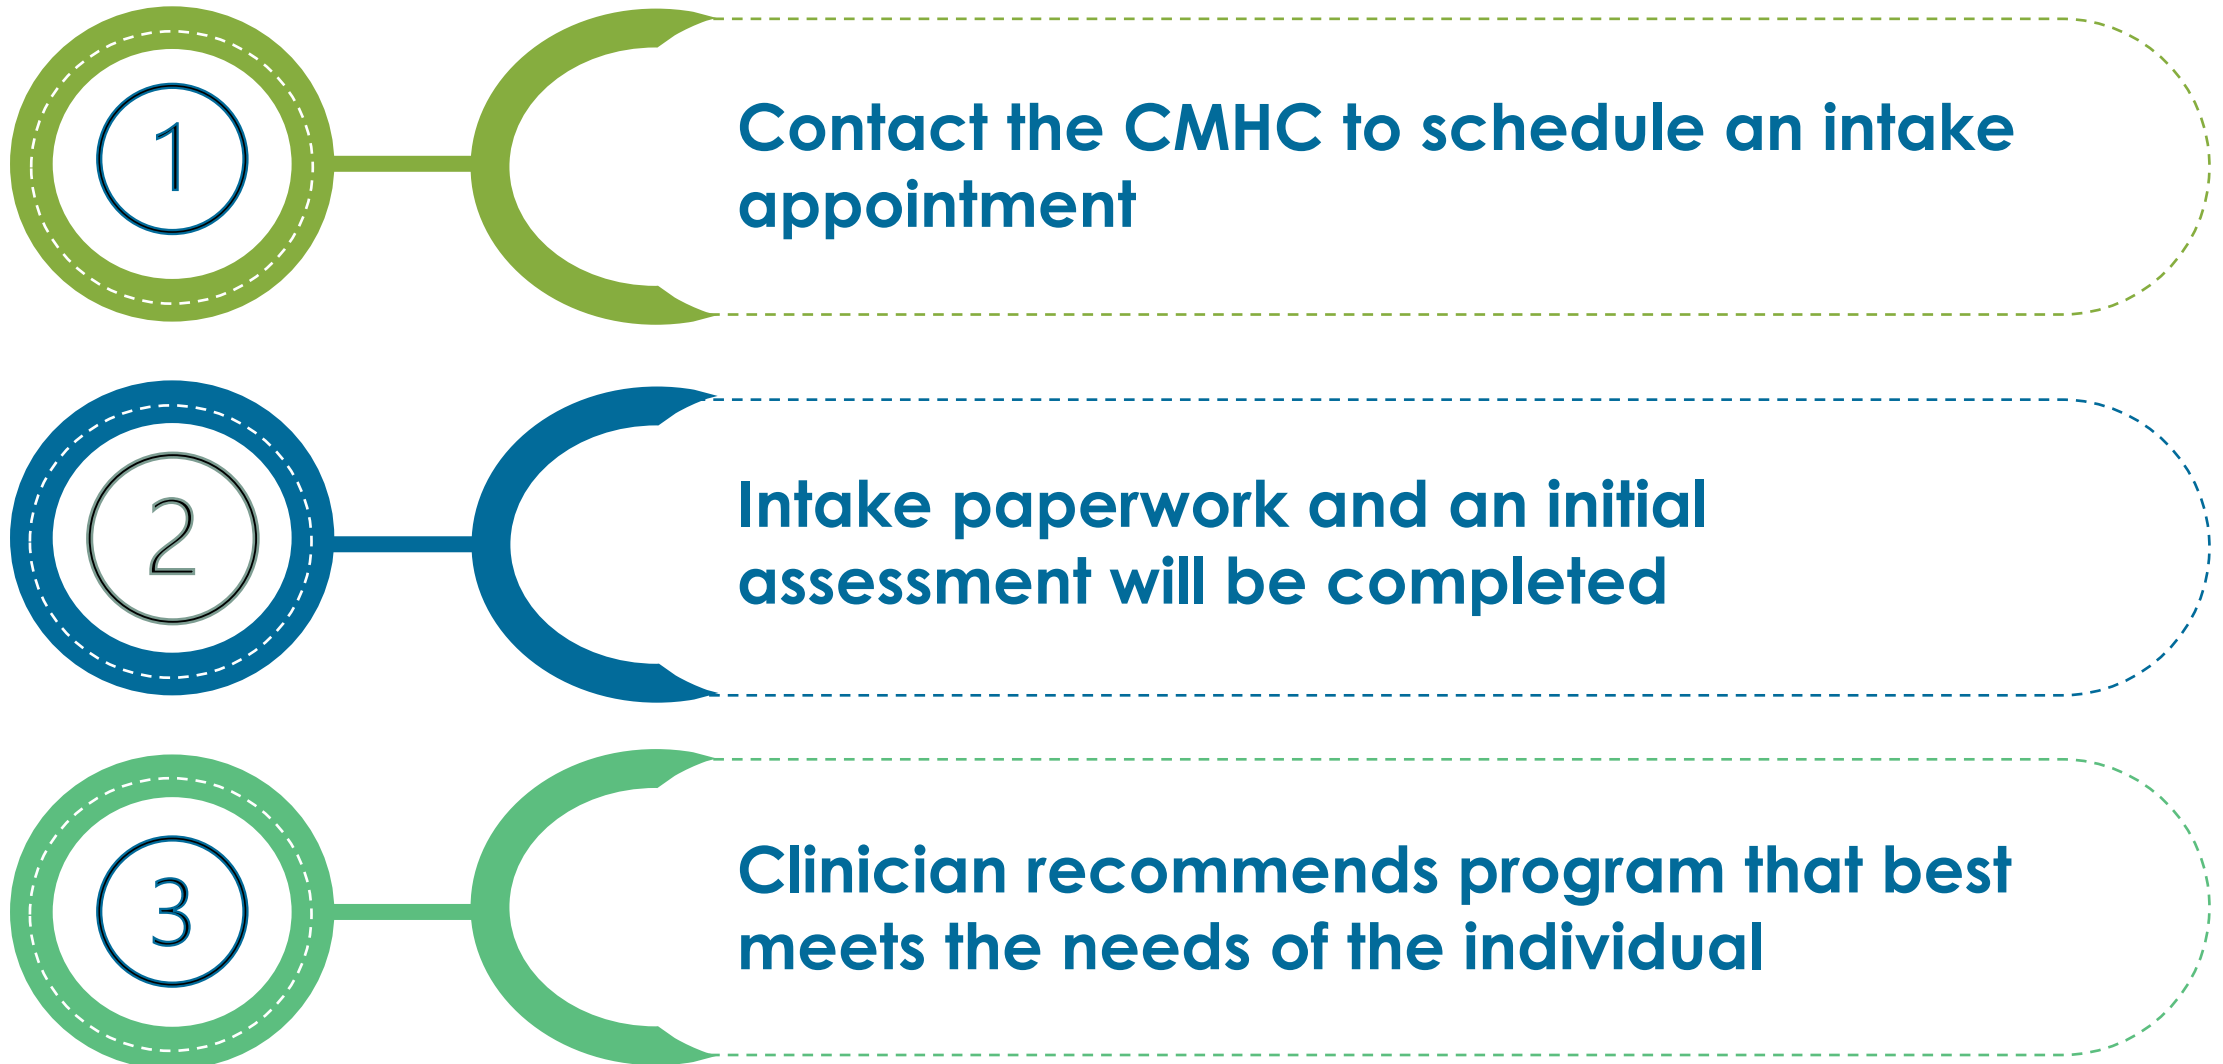 1
Contact the CMHC to schedule an intake
appointment
2
Intake paperwork and an initial
assessment will be completed
3
Clinician recommends program that best
meets the needs of the individual